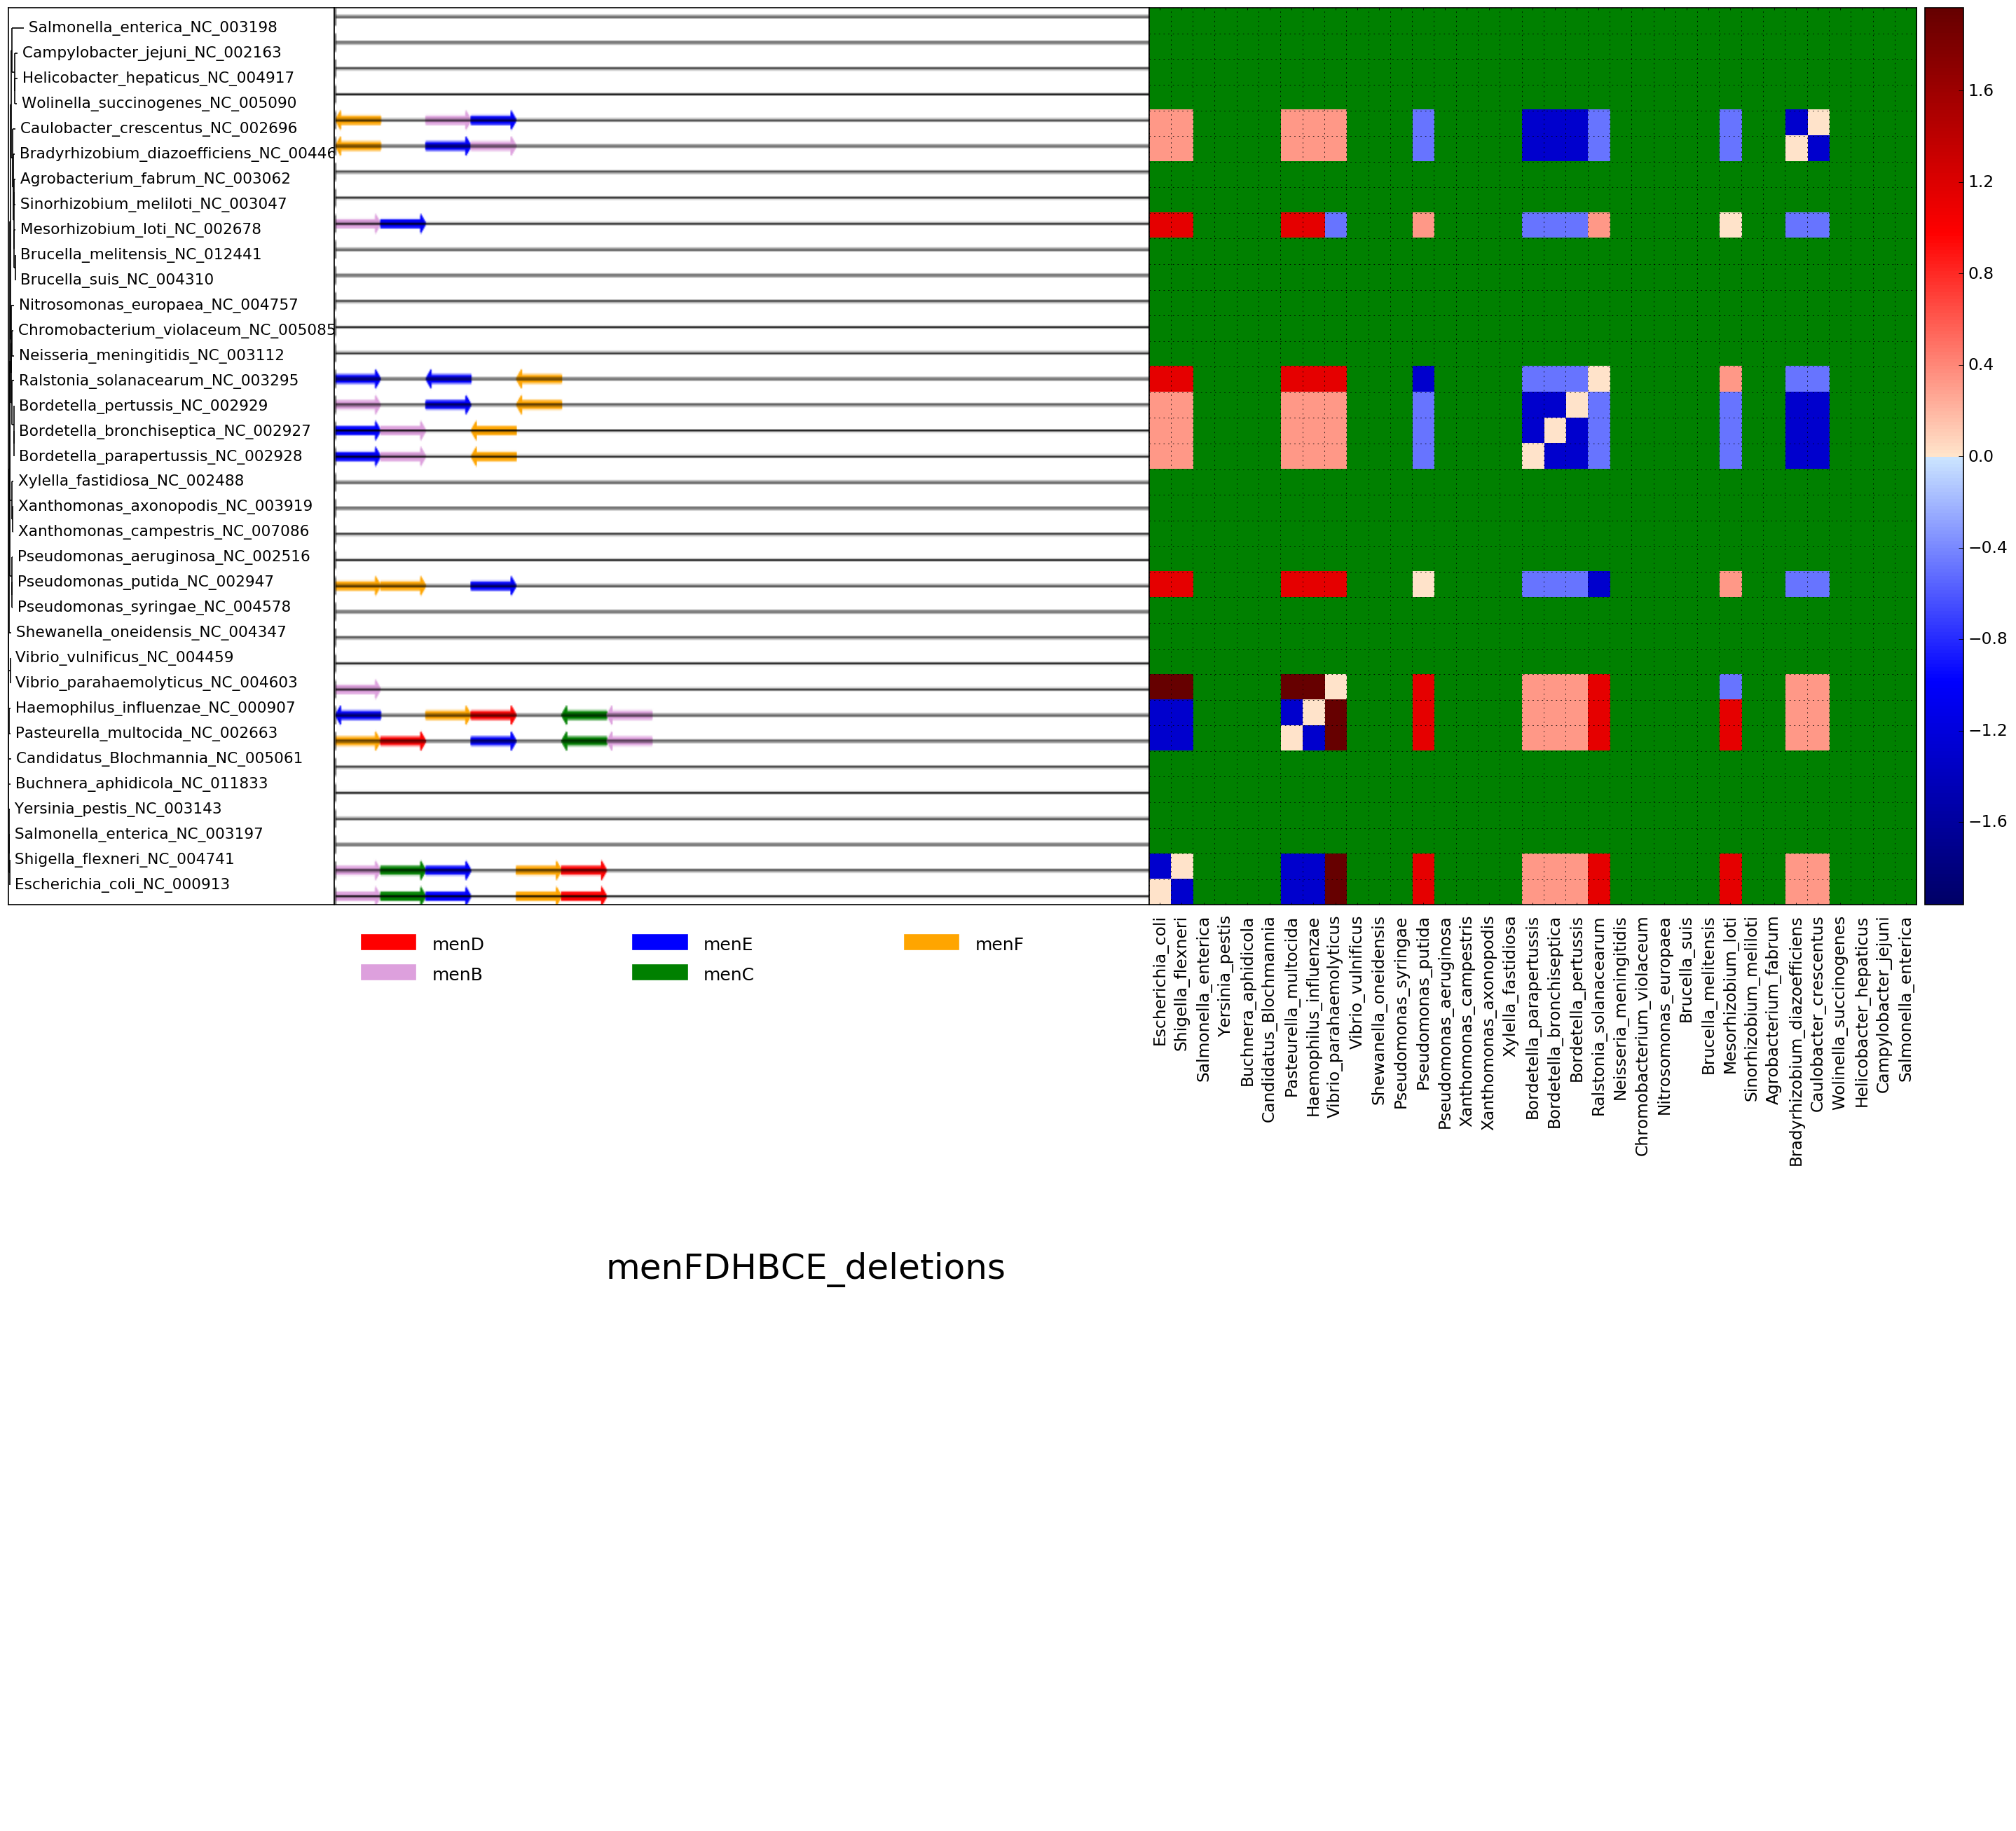 Salmonella_enterica_NC_003198
Campylobacter_jejuni_NC_002163
Helicobacter_hepaticus_NC_004917
Wolinella_succinogenes_NC_005090
Caulobacter_crescentus_NC_002696
Bradyrhizobium_diazoefficiens_NC_00446
Agrobacterium_fabrum_NC_003062
Sinorhizobium_meliloti_NC_003047
Mesorhizobium_loti_NC_002678
Brucella_melitensis_NC_012441
Brucella_suis_NC_004310
Nitrosomonas_europaea_NC_004757
Chromobacterium_violaceum_NC_005085
Neisseria_meningitidis_NC_003112
Ralstonia_solanacearum_NC_003295
Bordetella_pertussis_NC_002929
Bordetella_bronchiseptica_NC_002927
Bordetella_parapertussis_NC_002928
Xylella_fastidiosa_NC_002488
Xanthomonas_axonopodis_NC_003919
Xanthomonas_campestris_NC_007086
Pseudomonas_aeruginosa_NC_002516
Pseudomonas_putida_NC_002947
Pseudomonas_syringae_NC_004578
Shewanella_oneidensis_NC_004347
Vibrio_vulnificus_NC_004459
Vibrio_parahaemolyticus_NC_004603
Haemophilus_influenzae_NC_000907
Pasteurella_multocida_NC_002663
Candidatus_Blochmannia_NC_005061
Buchnera_aphidicola_NC_011833
Yersinia_pestis_NC_003143
Salmonella_enterica_NC_003197
Shigella_flexneri_NC_004741
Escherichia_coli_NC_000913
1.6
1.2
0.8
0.4
0.0
−0.4
−0.8
−1.2
−1.6
Escherichia_coli
Shigella_flexneri
Salmonella_enterica
Yersinia_pestis
Buchnera_aphidicola
Candidatus_Blochmannia
Pasteurella_multocida
Haemophilus_influenzae
Vibrio_parahaemolyticus
Vibrio_vulnificus
Shewanella_oneidensis
Pseudomonas_syringae
Pseudomonas_putida
Pseudomonas_aeruginosa
Xanthomonas_campestris
Xanthomonas_axonopodis
Xylella_fastidiosa
Bordetella_parapertussis
Bordetella_bronchiseptica
Bordetella_pertussis
Ralstonia_solanacearum
Neisseria_meningitidis
Chromobacterium_violaceum
Nitrosomonas_europaea
Brucella_suis
Brucella_melitensis
Mesorhizobium_loti
Sinorhizobium_meliloti
Agrobacterium_fabrum
Bradyrhizobium_diazoefficiens
Caulobacter_crescentus
Wolinella_succinogenes
Helicobacter_hepaticus
Campylobacter_jejuni
Salmonella_enterica
menD menE menF
menB menC
menFDHBCE_deletions